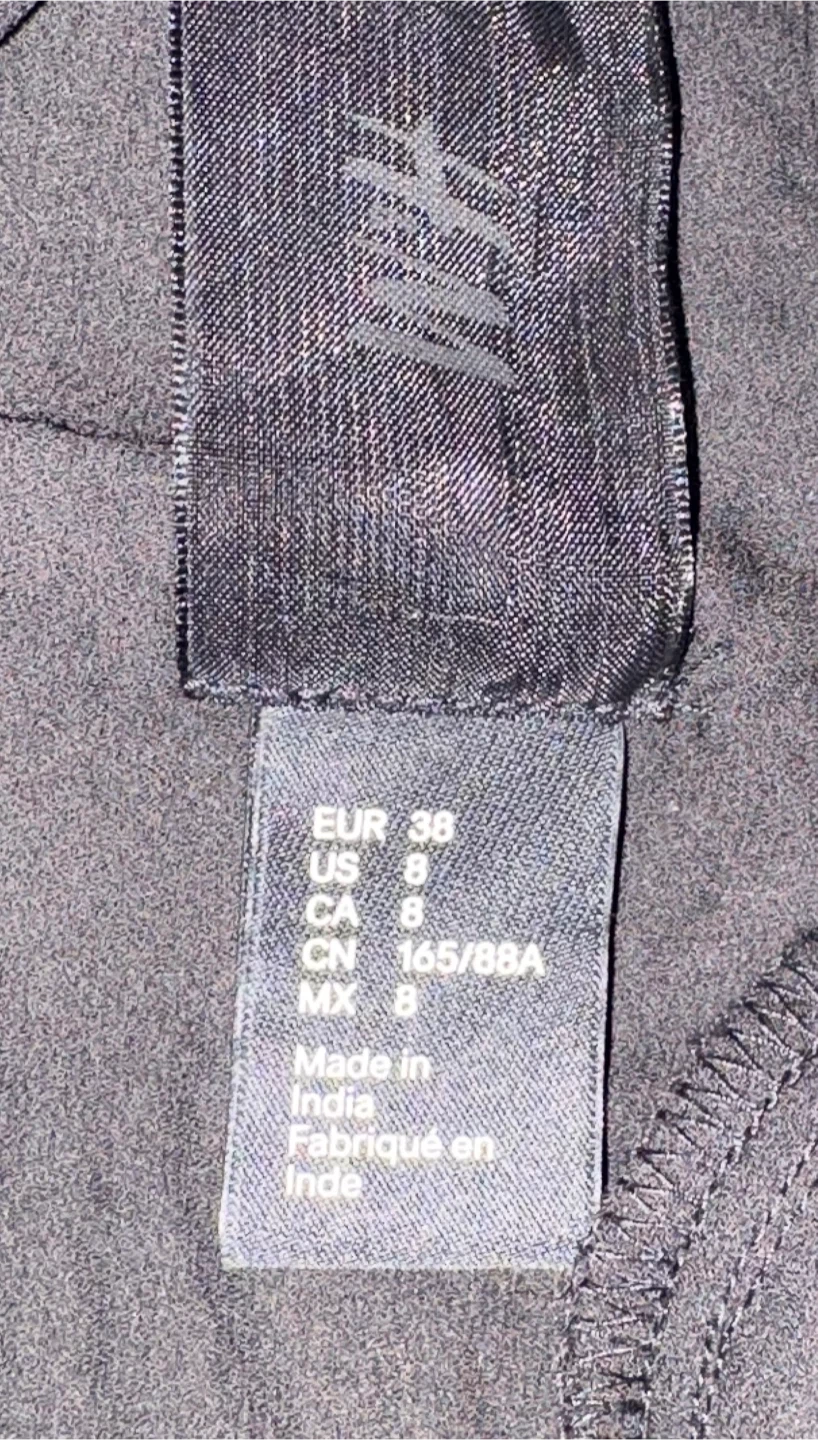 EUR 38
US 8
CA 8
CN 165/88A
MX 8
Made in
India
Fabriqué en
Inde